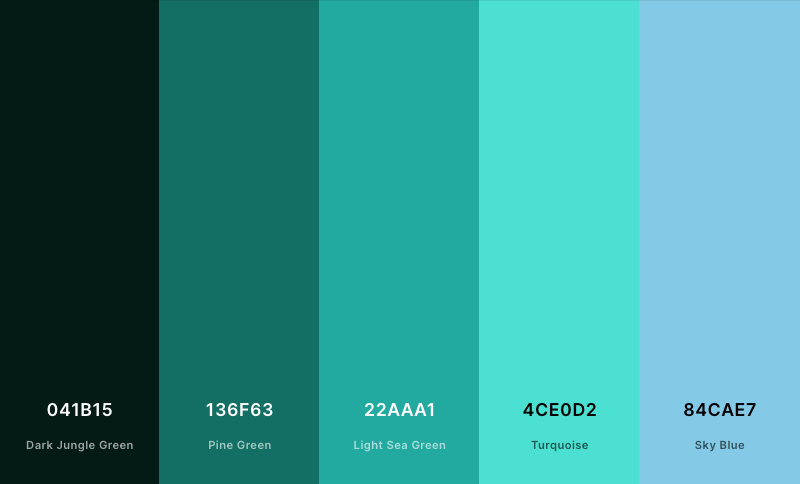 041B15
Dark Jungle Green
136F63
Pine Green
22AAA1
Light Sea Green
4CE0D2
Turquoise
84CAE7
Sky Blue